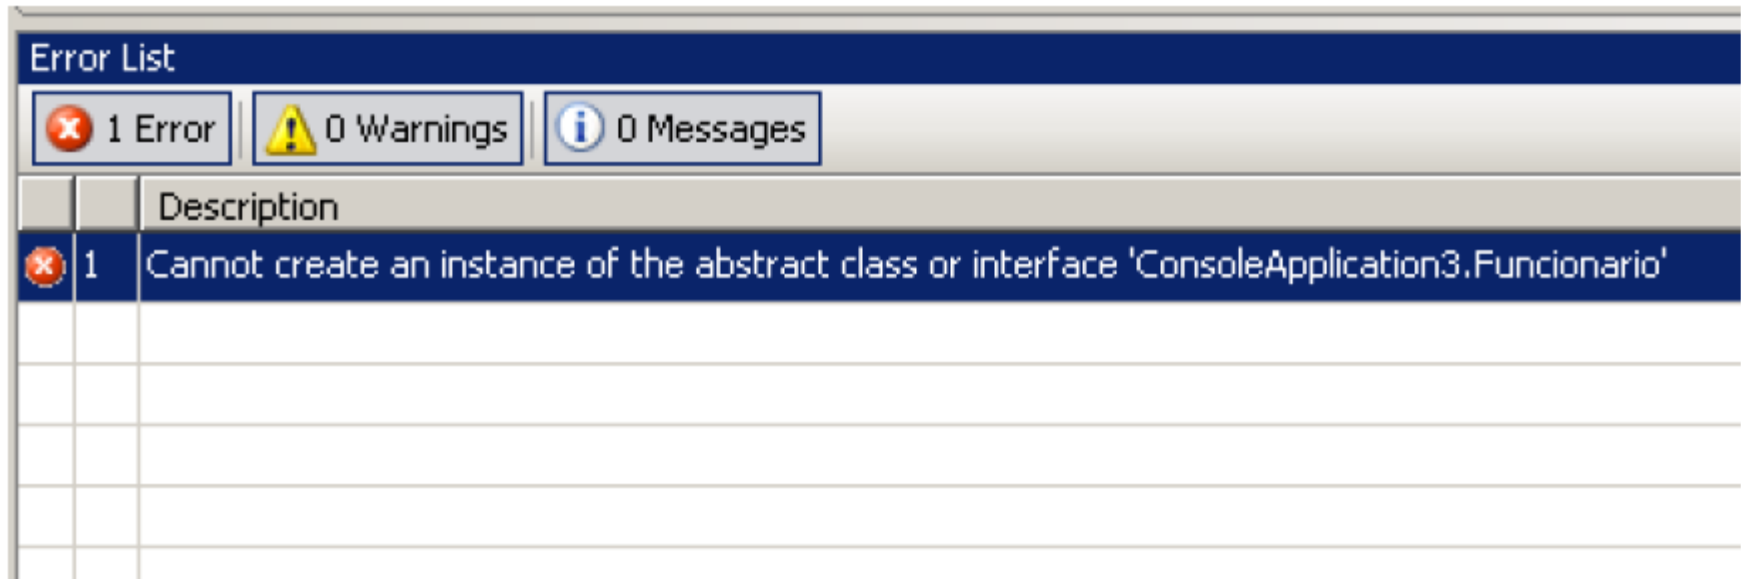 Error List
1 Error 0 Warnings 0 Messages
Description
1 Cannot create an instance of the abstract class or interface 'ConsoleApplication3.Funcionario'